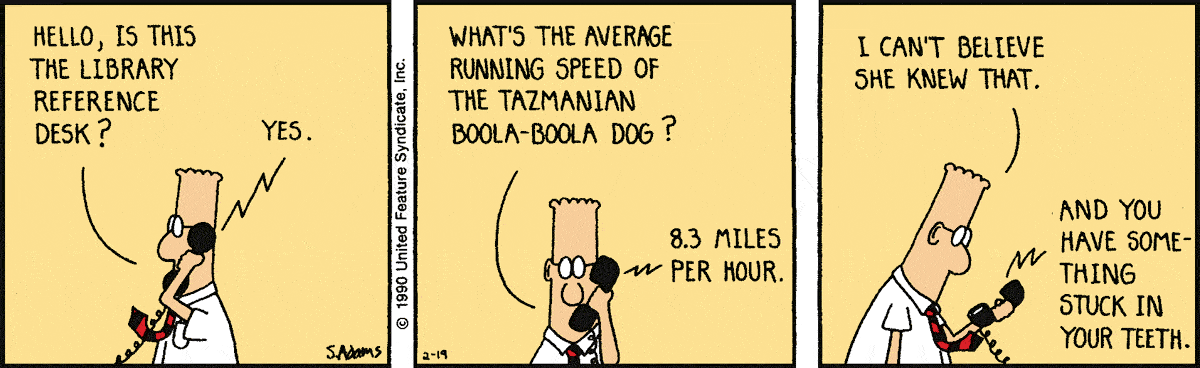 HELLO, IS THIS
THE LIBRARY
REFERENCE
DESK?
YES.
S.Adams
© 1990 United Feature Syndicate, Inc.
WHAT'S THE AVERAGE
RUNNING SPEED OF
THE TAZMANIAN
BOOLA-BOOLA DOG?
8.3 MILES
PER HOUR.
2-19
I CAN'T BELIEVE
SHE KNEW THAT.
AND YOU
HAVE SOME-
THING
STUCK IN
YOUR TEETH.